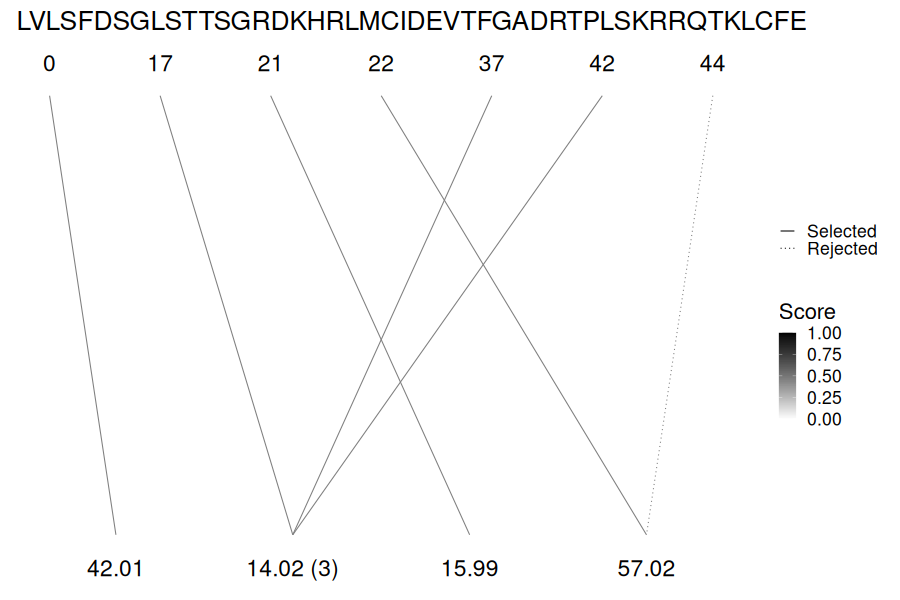 LVLSFDSGLSTTSGRDKHRLMCIDEVTFGADRTPLSKRRQTKLCFE
0 17 21 22 37 42 44
Selected
Rejected
Score
1.00
0.75
0.50
0.25
0.00
42.01 14.02 (3) 15.99 57.02